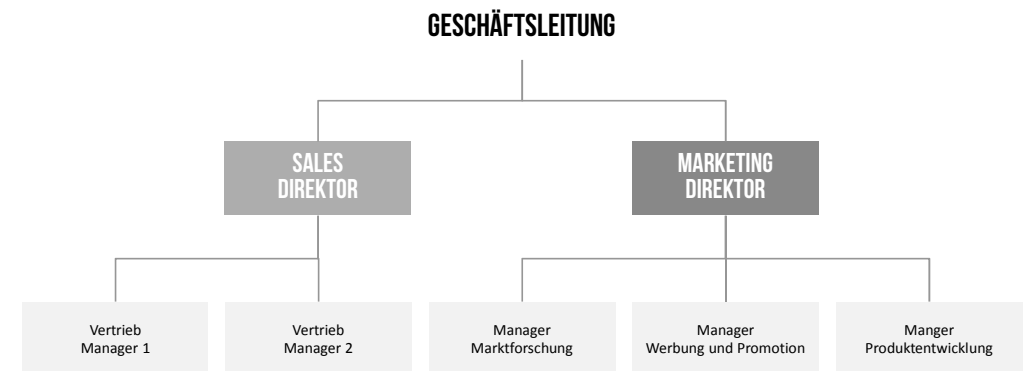 GESCHÄFTSLEITUNG
SALES
DIREKTOR
MARKETING
DIREKTOR
Vertrieb
Manager 1
Vertrieb
Manager 2
Manager
Marktforschung
Manager
Werbung und Promotion
Manger
Produktentwicklung